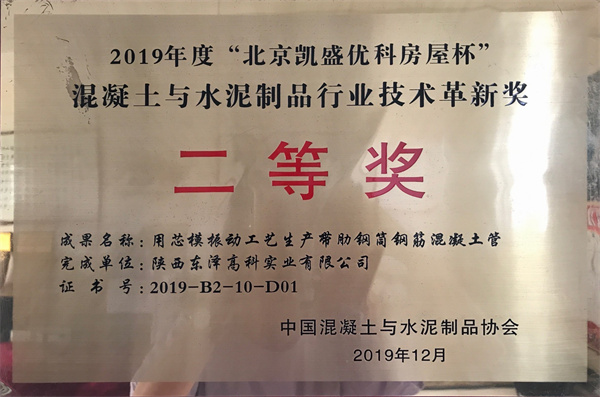 2019年度“北京凯盛优科房屋杯”
混凝土与水泥制品行业技术革新奖
二等奖
成果名称:用芯模振动工艺生产带肋钢筒钢筋混凝土管
完成单位:陕西东泽高科实业有限公司
证书号:2019-B2-10-D01
中国混凝土与水泥制品协会
2019年12月